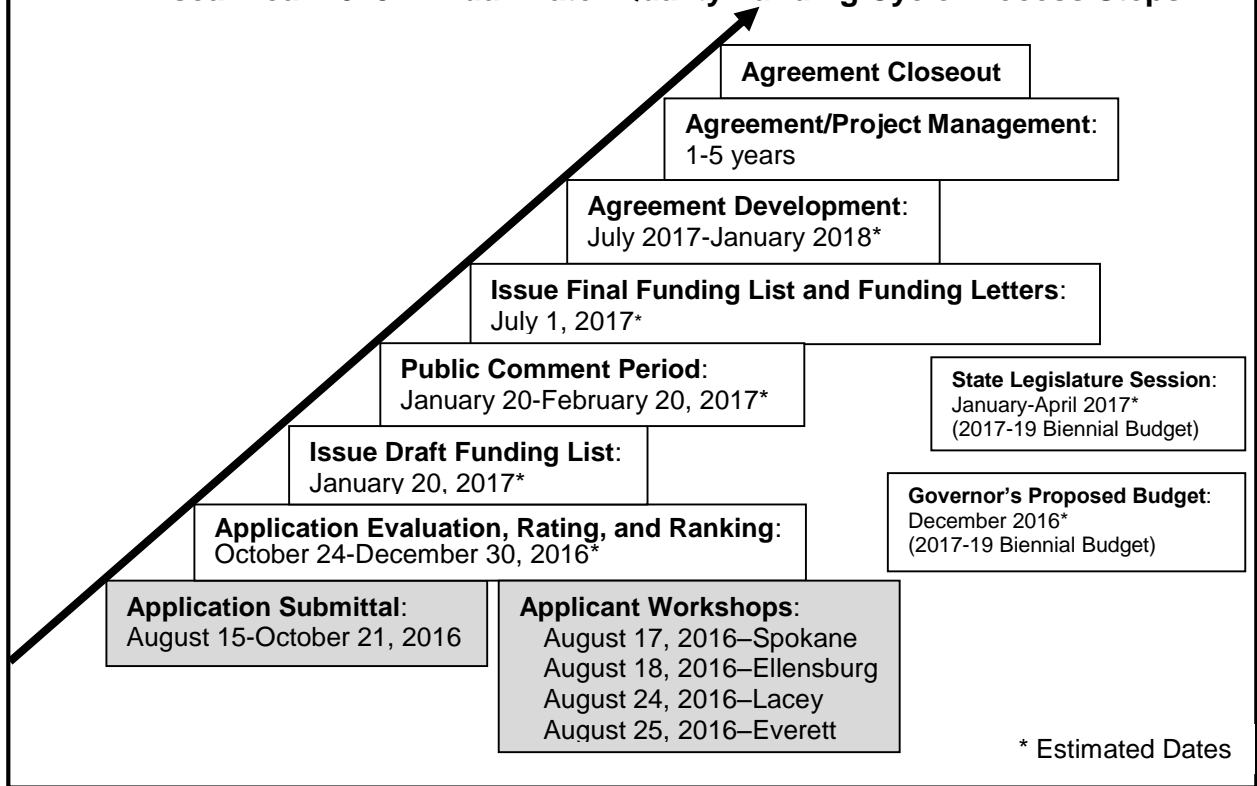 Agreement Closeout
Agreement/Project Management:
1-5 years
Agreement Development:
July 2017-January 2018*
Issue Final Funding List and Funding Letters:
July 1, 2017*
Public Comment Period:
January 20-February 20, 2017*
State Legislature Session:
January-April 2017*
(2017-19 Biennial Budget)
Issue Draft Funding List:
January 20, 2017*
Governor's Proposed Budget:
December 2016*
(2017-19 Biennial Budget)
Application Evaluation, Rating, and Ranking:
October 24-December 30, 2016*
Application Submittal:
August 15-October 21, 2016
Applicant Workshops:
August 17, 2016–Spokane
August 18, 2016–Ellensburg
August 24, 2016–Lacey
August 25, 2016–Everett
* Estimated Dates